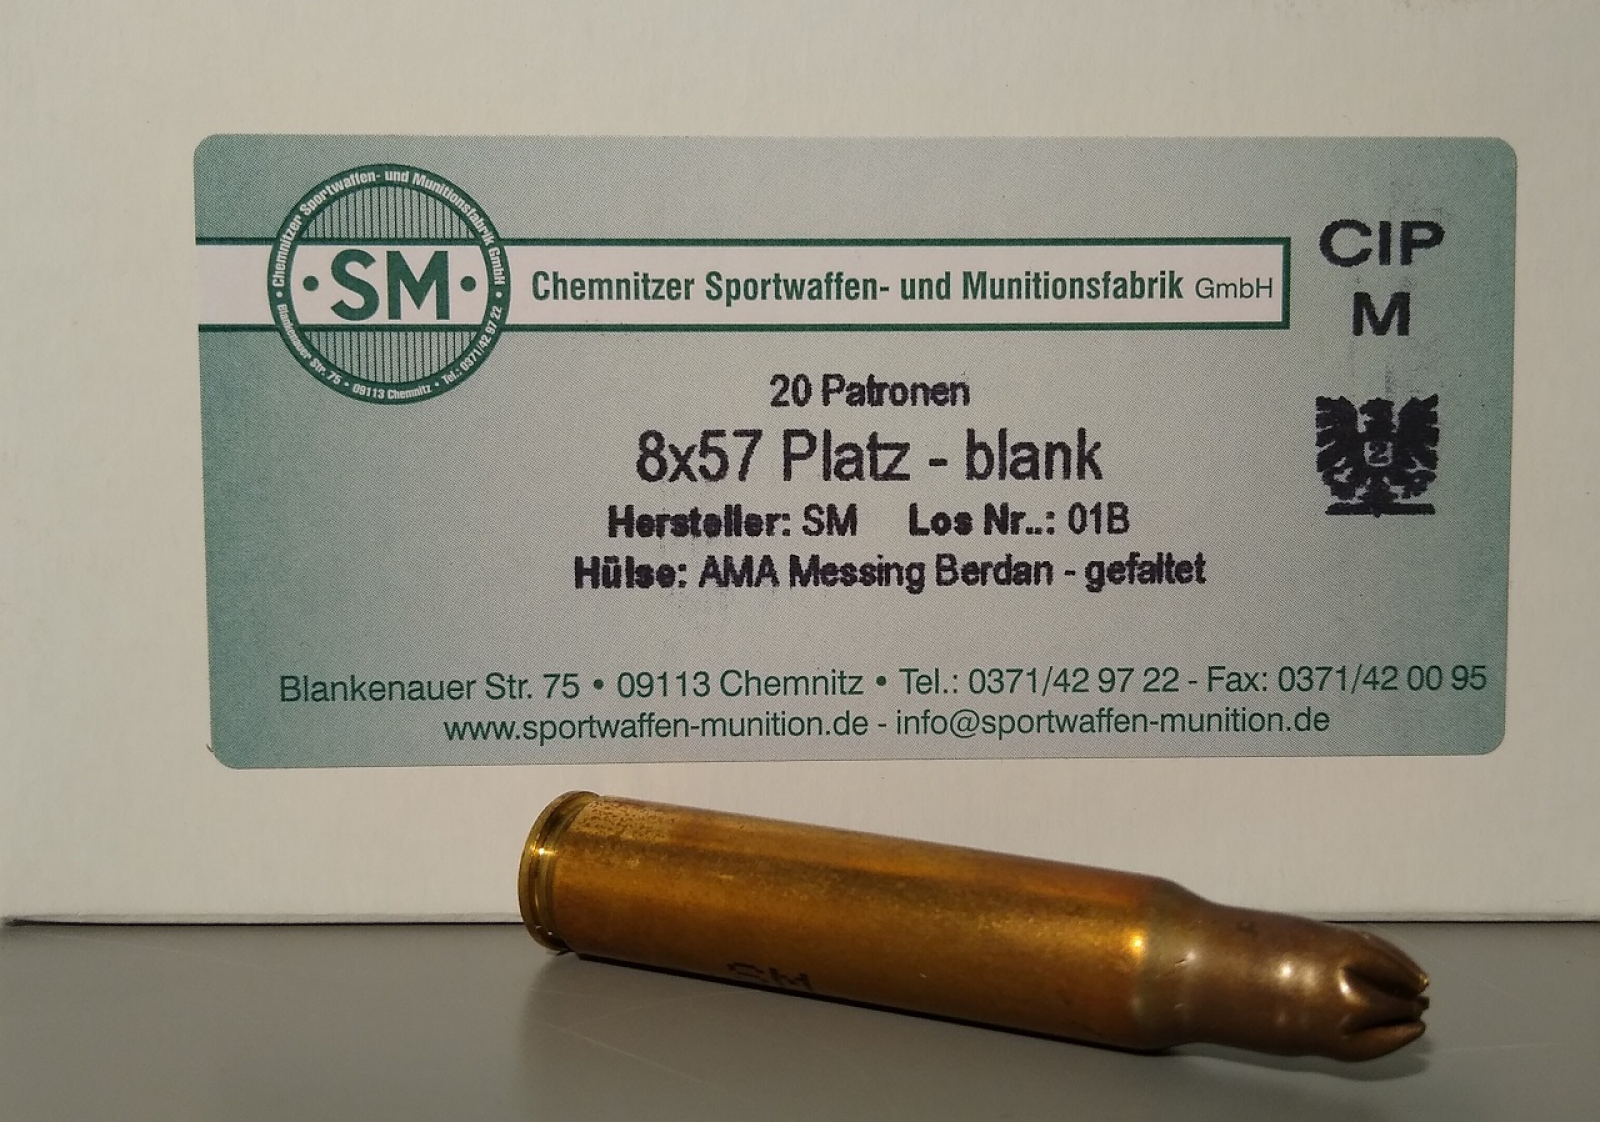 Chemnitzer Sportwaffen- und Munitionsfabrik GmbH
• Blankenauer Str. 75 • 09113 Chemnitz • Tel.: 0371/42 97 22 •
·SM·
Chemnitzer Sportwaffen- und Munitionsfabrik GmbH
CIP
M
20 Patronen
8x57 Platz - blank
Hersteller: SM Los Nr..: 01B
Hülse: AMA Messing Berdan - gefaltet
Blankenauer Str. 75 • 09113 Chemnitz • Tel.: 0371/42 97 22 - Fax: 0371/42 00 95
www.sportwaffen-munition.de - info@sportwaffen-munition.de